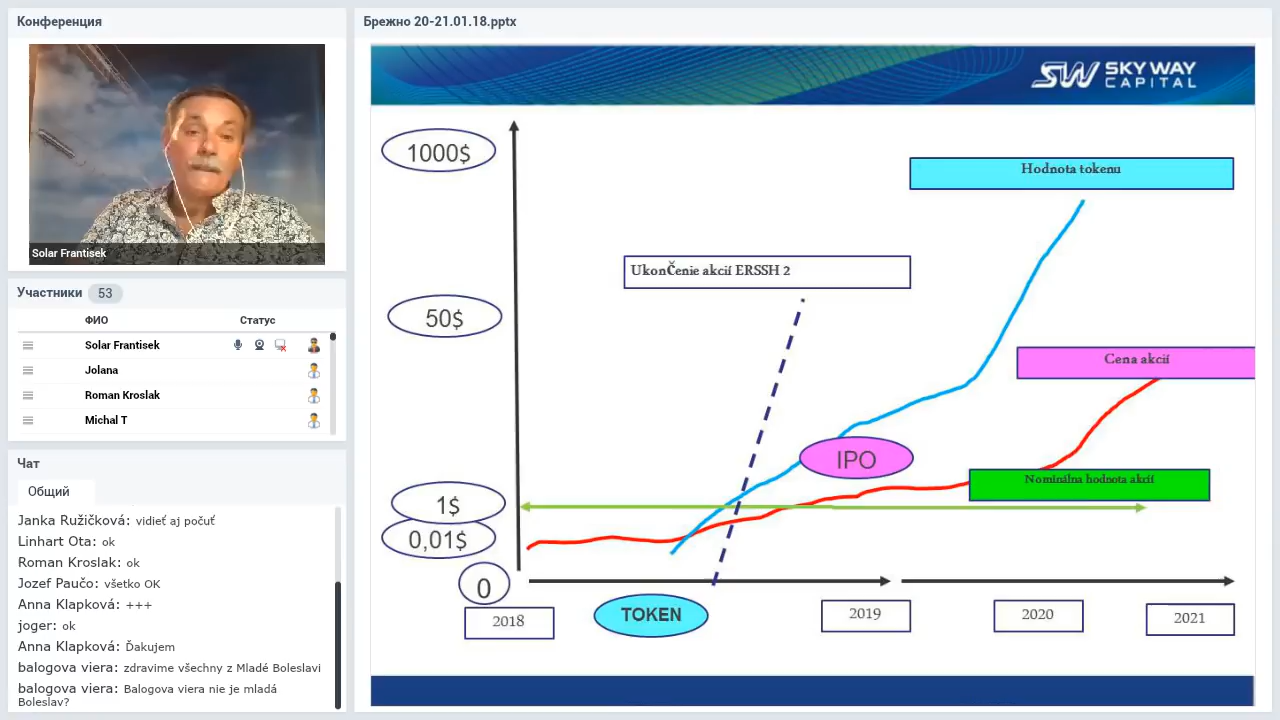 Конференция
Solar Frantisek
Участники 53
ФИО Статус
Solar Frantisek
Jolana
Roman Kroslak
Michal T
Чат
Общий
Janka Ružičková: vidieť aj počuť
Linhart Ota: ok
Roman Kroslak: ok
Jozef Paučo: všetko OK
Anna Klapková: +++
joger: ok
Anna Klapková: Ďakujem
balogova viera: zdravime všechny z Mladé Boleslavi
balogova viera: Balogova viera nie je mladá
Boleslav?
Брежно 20-21.01.18.pptx
SW SKY WAY
CAPITAL
1000$
Hodnota tokenu
UkonČenie akcií ERSSH 2
50$
Cena akcií
IPO
Nominálna hodnota akcií
1$
0,01$
0
TOKEN
2018
2019
2020
2021